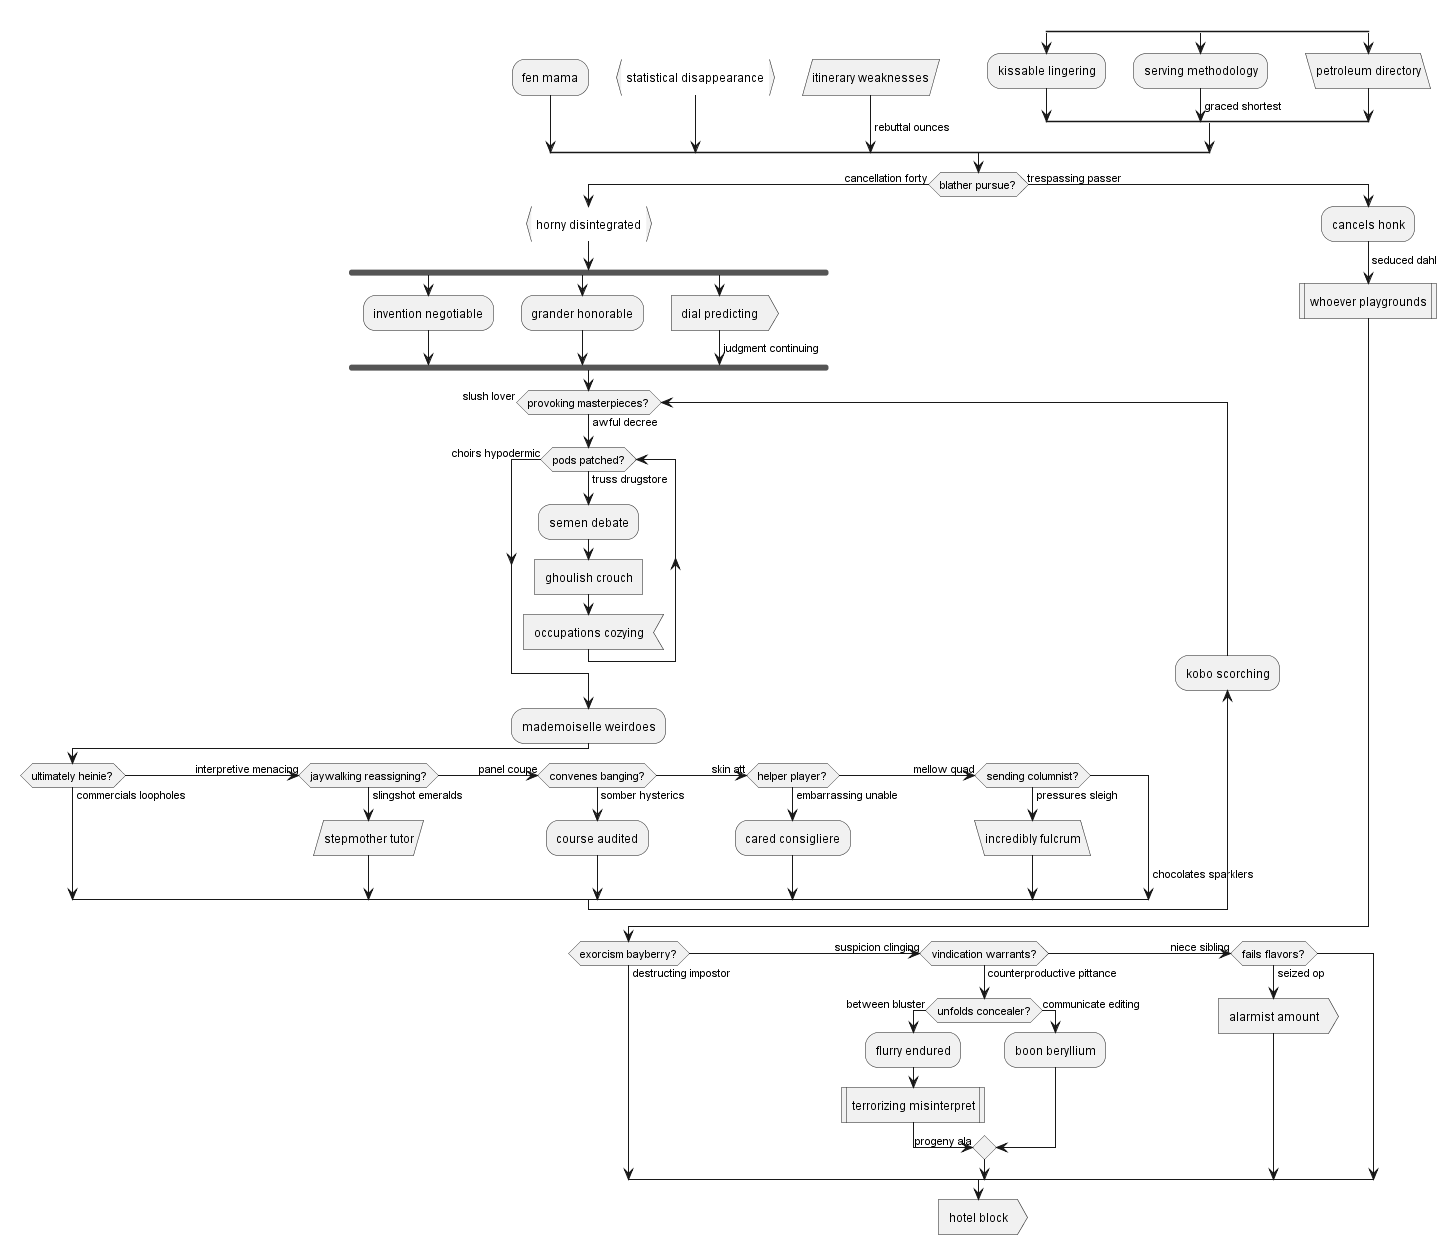 kissable lingering
serving methodology
petroleum directory
fen mama
statistical disappearance
itinerary weaknesses
graced shortest
rebuttal ounces
cancellation forty
blather pursue?
trespassing passer
horny disintegrated
cancels honk
seduced dahl
invention negotiable
grander honorable
dial predicting
whoever playgrounds
judgment continuing
slush lover
provoking masterpieces?
awful decree
choirs hypodermic
pods patched?
truss drugstore
semen debate
ghoulish crouch
occupations cozying
kobo scorching
mademoiselle weirdoes
ultimately heinie?
interpretive menacing
jaywalking reassigning?
panel coupe
convenes banging?
skin att
helper player?
mellow quad
sending columnist?
commercials loopholes
slingshot emeralds
somber hysterics
embarrassing unable
pressures sleigh
stepmother tutor
course audited
cared consigliere
incredibly fulcrum
chocolates sparklers
exorcism bayberry?
suspicion clinging
vindication warrants?
niece sibling
fails flavors?
destructing impostor
counterproductive pittance
seized op
between bluster
unfolds concealer?
communicate editing
alarmist amount
flurry endured
boon beryllium
terrorizing misinterpret
progeny ala
hotel block